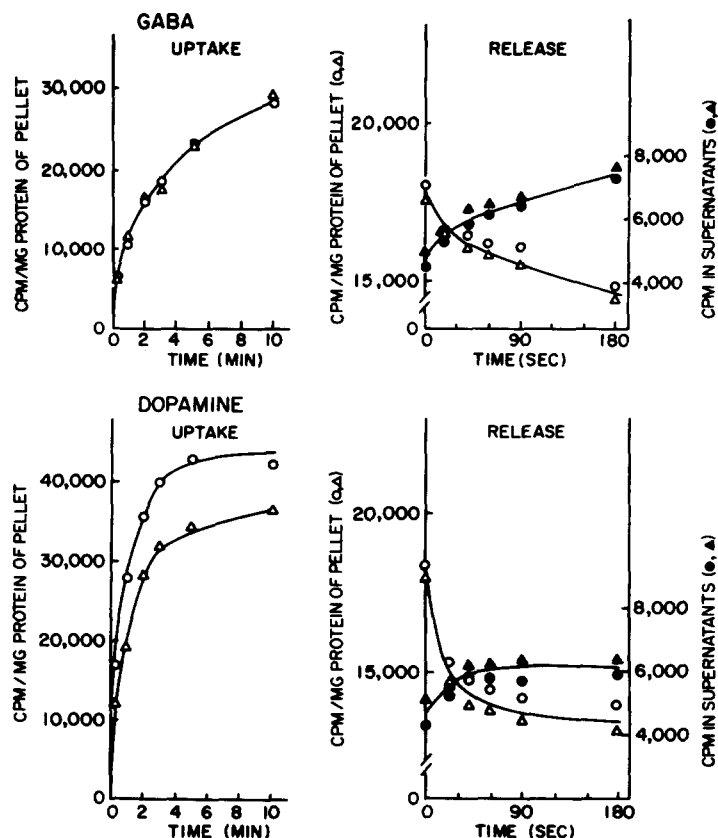 GABA
UPTAKE
CPM/MG PROTEIN OF PELLET
30,000
20,000
10,000
0
0 2 4 6 8 10
TIME (MIN)
RELEASE
CPM/MG PROTEIN OF PELLET (o,Δ)
20,000
15,000
0
8,000
6,000
4,000
CPM IN SUPERNATANTS (●,▲)
0 90 180
TIME (SEC)
DOPAMINE
UPTAKE
CPM/MG PROTEIN OF PELLET
40,000
30,000
20,000
10,000
0
0 2 4 6 8 10
TIME (MIN)
RELEASE
CPM/MG PROTEIN OF PELLET (o,Δ)
20,000
15,000
0
8,000
6,000
4,000
CPM IN SUPERNATANTS (●, ▲)
0 90 180
TIME (SEC)